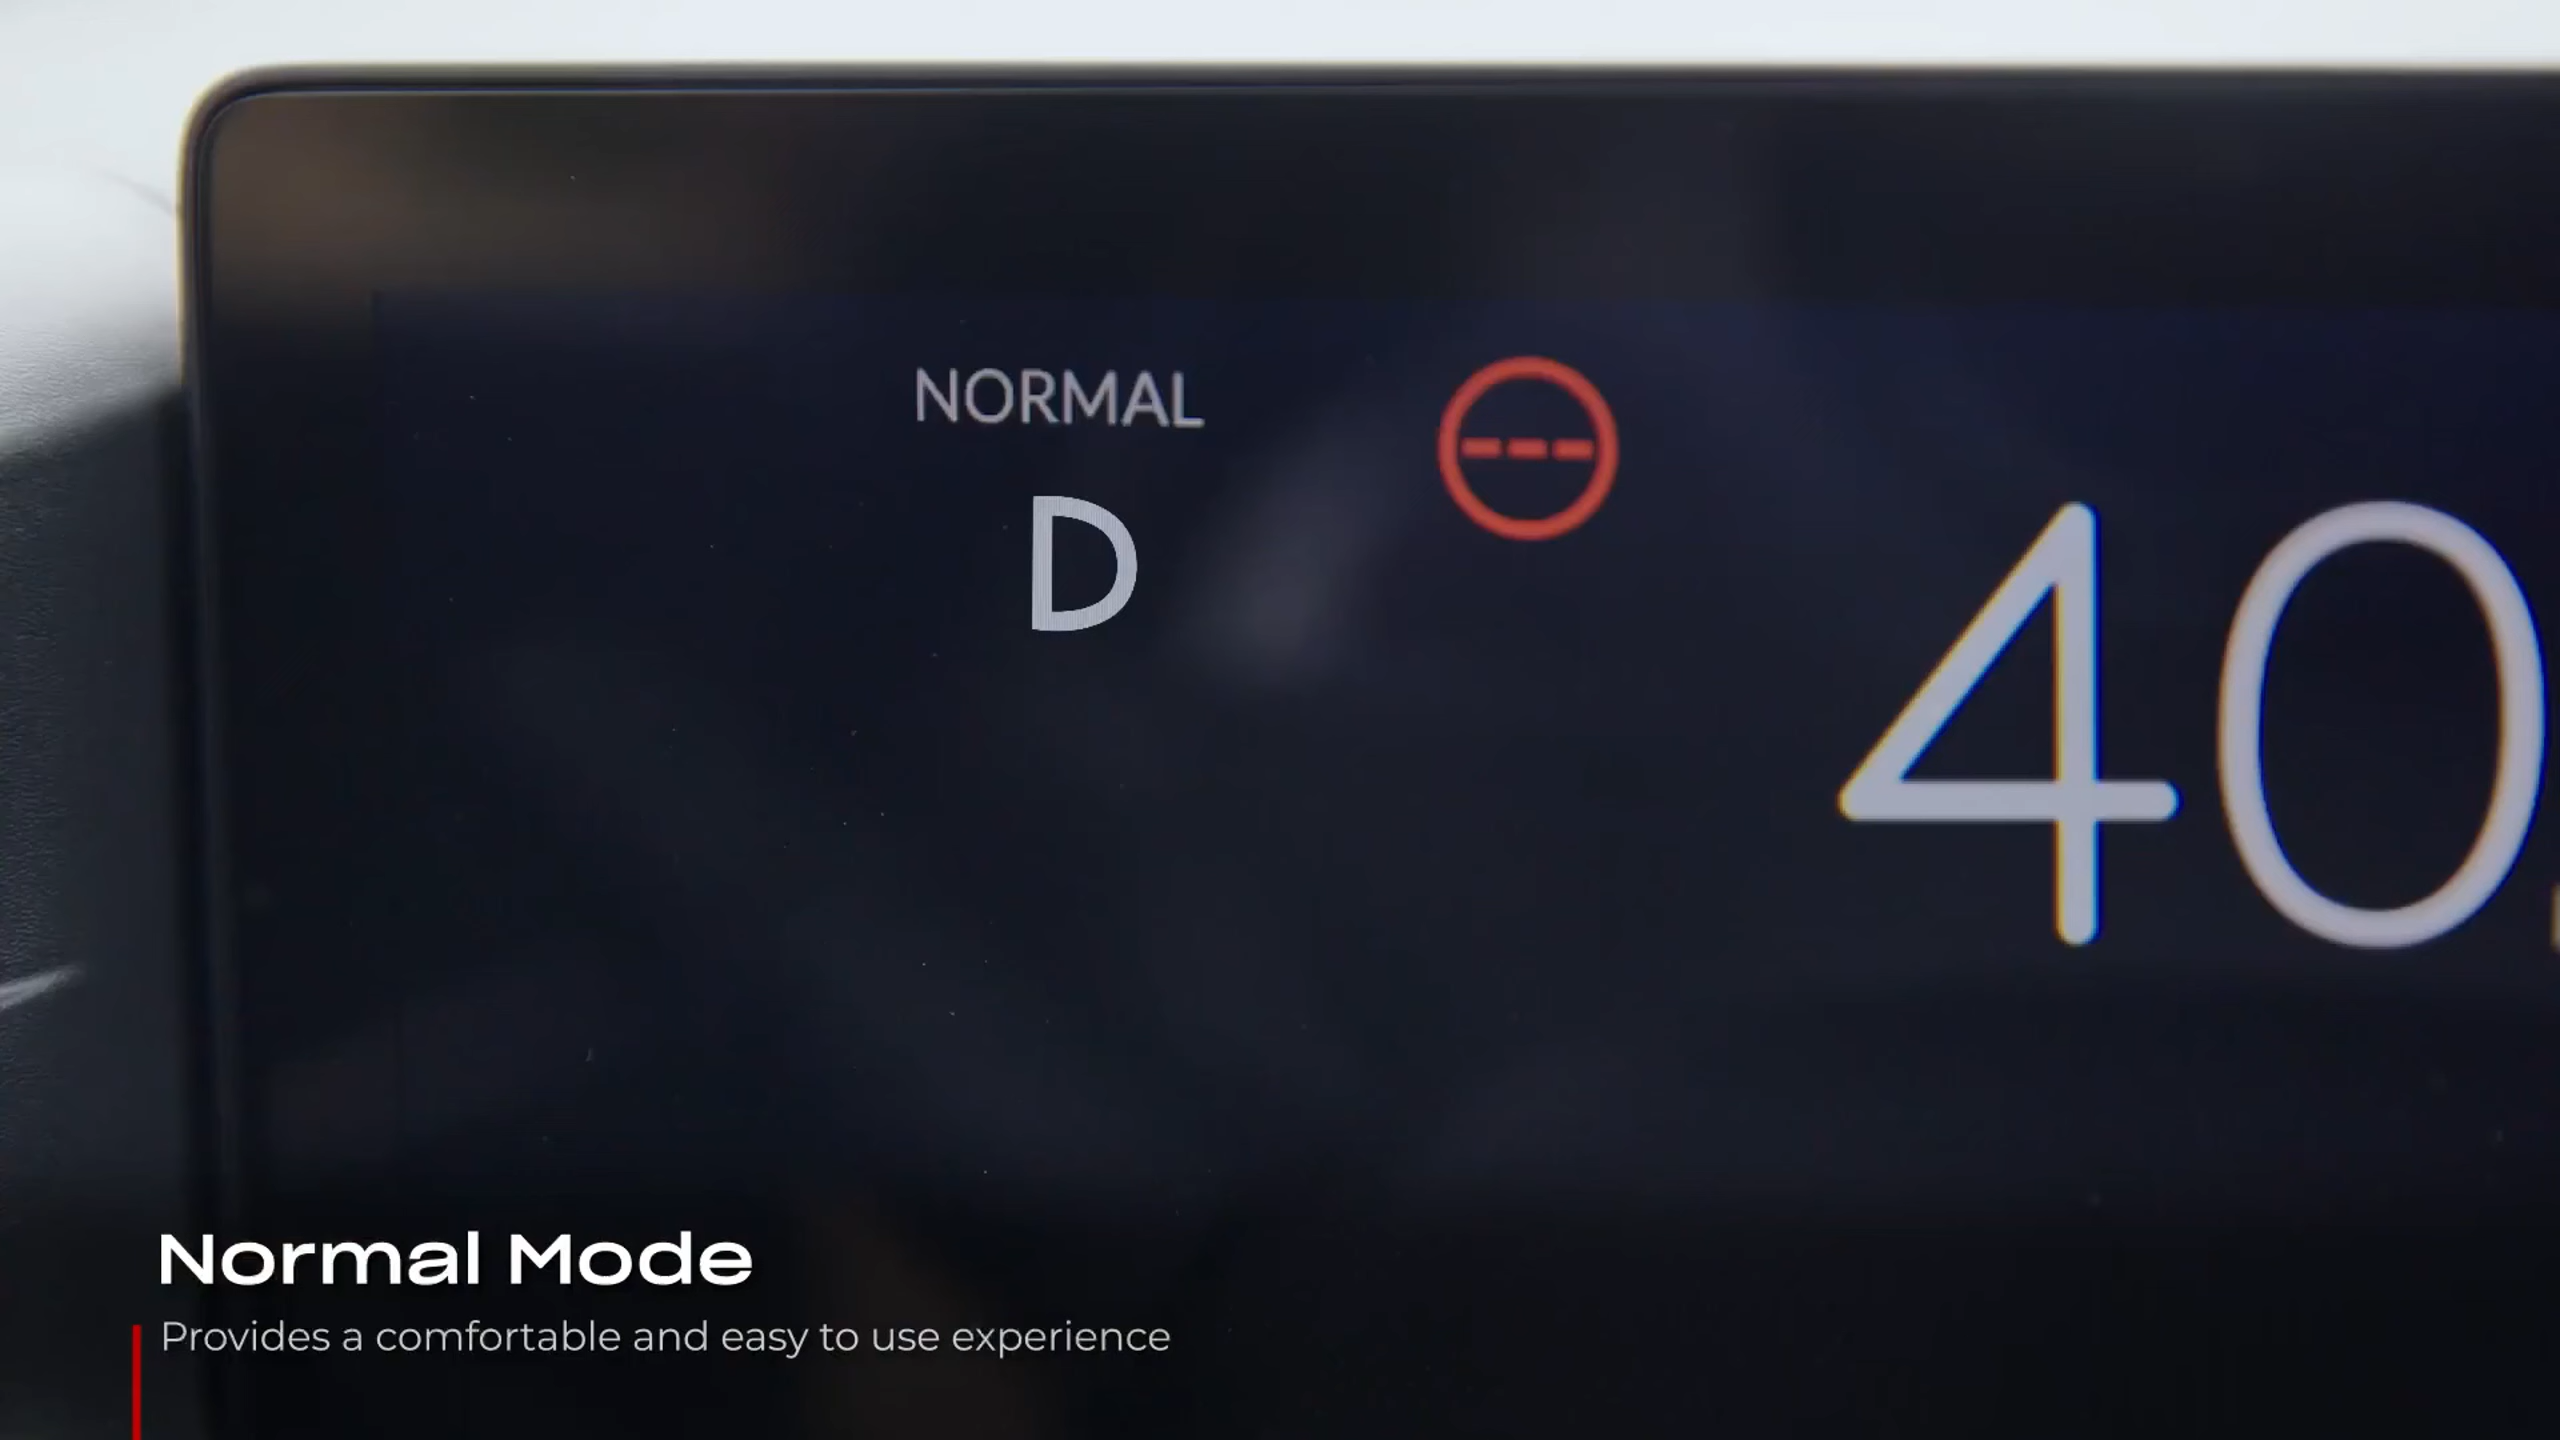 NORMAL
D
---
40.
Normal Mode
Provides a comfortable and easy to use experience